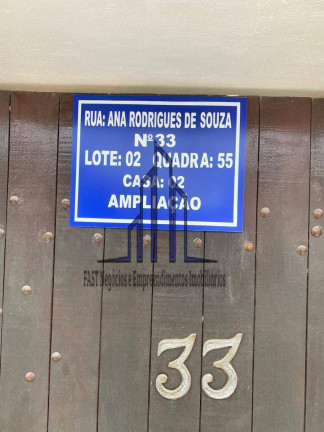 RUA: ANA RODRIGUES DE SOUZA
Nº33
LOTE: 02 QUADRA: 55
CASA: 02
AMPLIAÇÃO
FAST Negócios e Empreendimentos Imobiliários
33